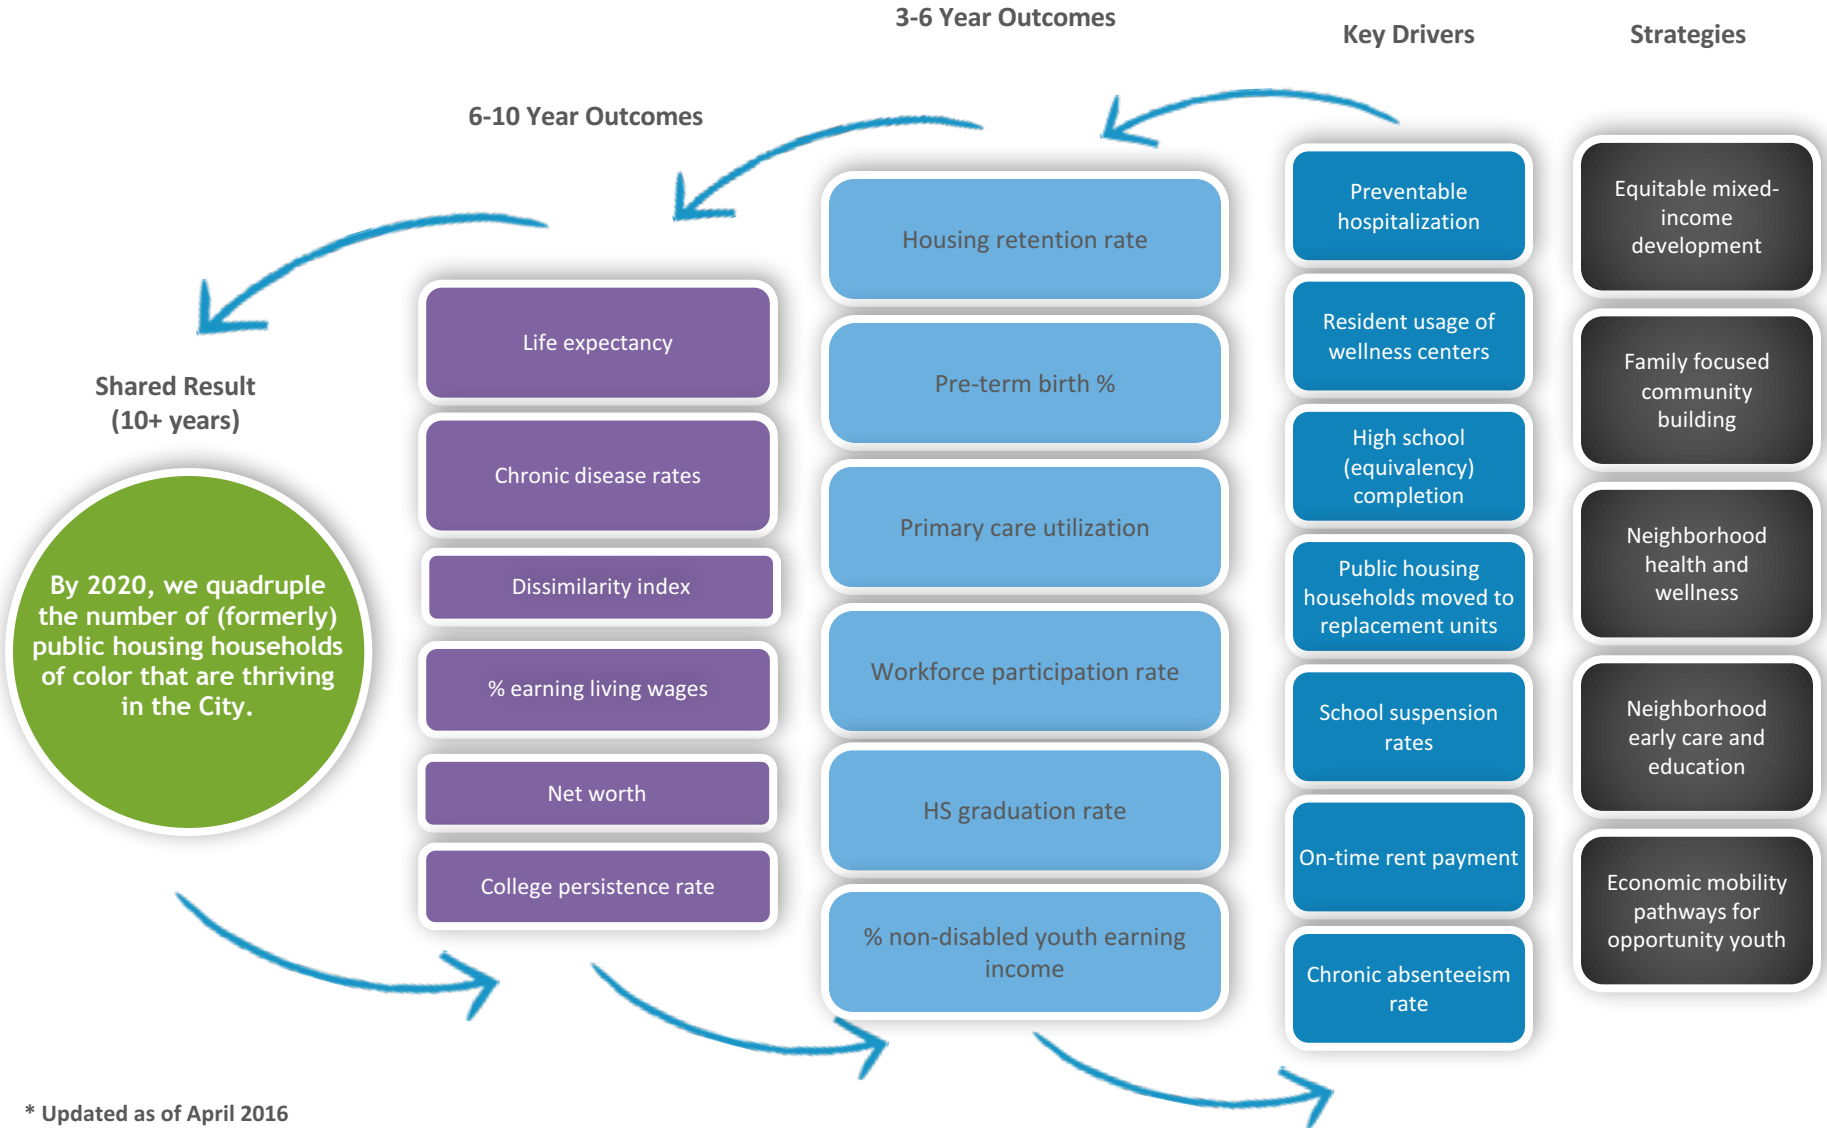 3-6 Year Outcomes
Key Drivers
Strategies
6-10 Year Outcomes
Shared Result
(10+ years)
By 2020, we quadruple
the number of (formerly)
public housing households
of color that are thriving
in the City.
Life expectancy
Chronic disease rates
Dissimilarity index
% earning living wages
Net worth
College persistence rate
Housing retention rate
Pre-term birth %
Primary care utilization
Workforce participation rate
HS graduation rate
% non-disabled youth earning
income
Preventable
hospitalization
Resident usage of
wellness centers
High school
(equivalency)
completion
Public housing
households moved to
replacement units
School suspension
rates
On-time rent payment
Chronic absenteeism
rate
Equitable mixed-
income
development
Family focused
community
building
Neighborhood
health and
wellness
Neighborhood
early care and
education
Economic mobility
pathways for
opportunity youth
* Updated as of April 2016